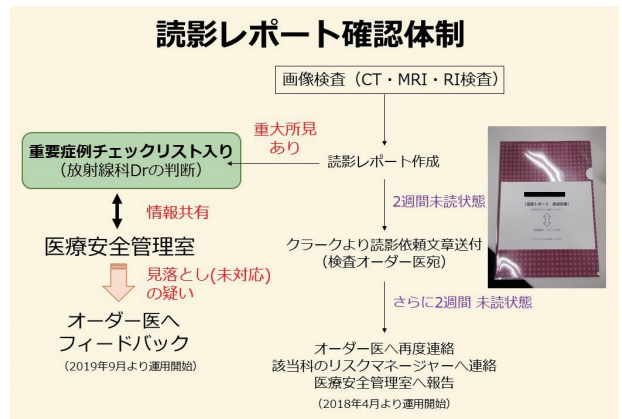 読影レポート確認体制
画像検査（CT・MRI・RI検査）
重大所見
あり
読影レポート作成
重要症例チェックリスト入り
（放射線科Drの判断）
情報共有
医療安全管理室
見落とし(未対応)
の疑い
オーダー医へ
フィードバック
（2019年9月より運用開始）
2週間未読状態
クラークより読影依頼文章送付
（検査オーダー医宛）
さらに2週間 未読状態
オーダー医へ再度連絡
該当科のリスクマネージャーへ連絡
医療安全管理室へ報告
（2018年4月より運用開始）